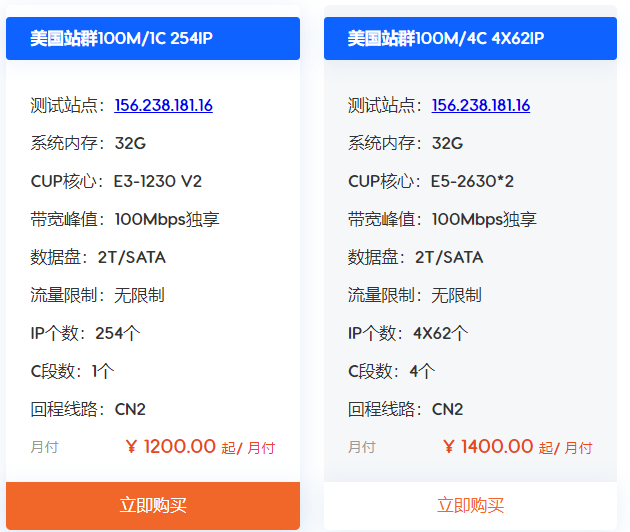 美国站群100M/1C 254IP
测试站点：156.238.181.16
系统内存：32G
CUP核心：E3-1230 V2
带宽峰值：100Mbps独享
数据盘：2T/SATA
流量限制：无限制
IP个数：254个
C段数：1个
回程线路：CN2
月付 ¥ 1200.00 起/ 月付
立即购买
美国站群100M/4C 4X62IP
测试站点：156.238.181.16
系统内存：32G
CUP核心：E5-2630*2
带宽峰值：100Mbps独享
数据盘：2T/SATA
流量限制：无限制
IP个数：4X62个
C段数：4个
回程线路：CN2
月付 ¥ 1400.00 起/ 月付
立即购买